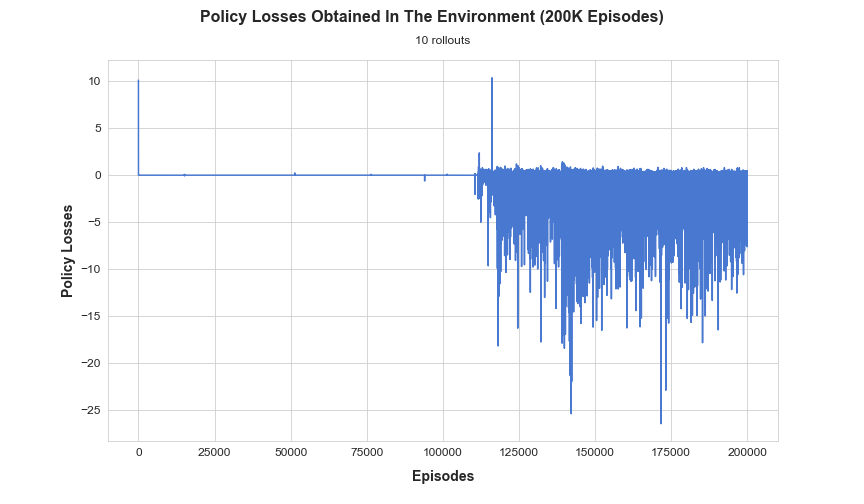 Policy Losses Obtained In The Environment (200K Episodes)
10 rollouts
10
5
0
−5
−10
−15
−20
−25
Policy Losses
0 25000 50000 75000 100000 125000 150000 175000 200000
Episodes